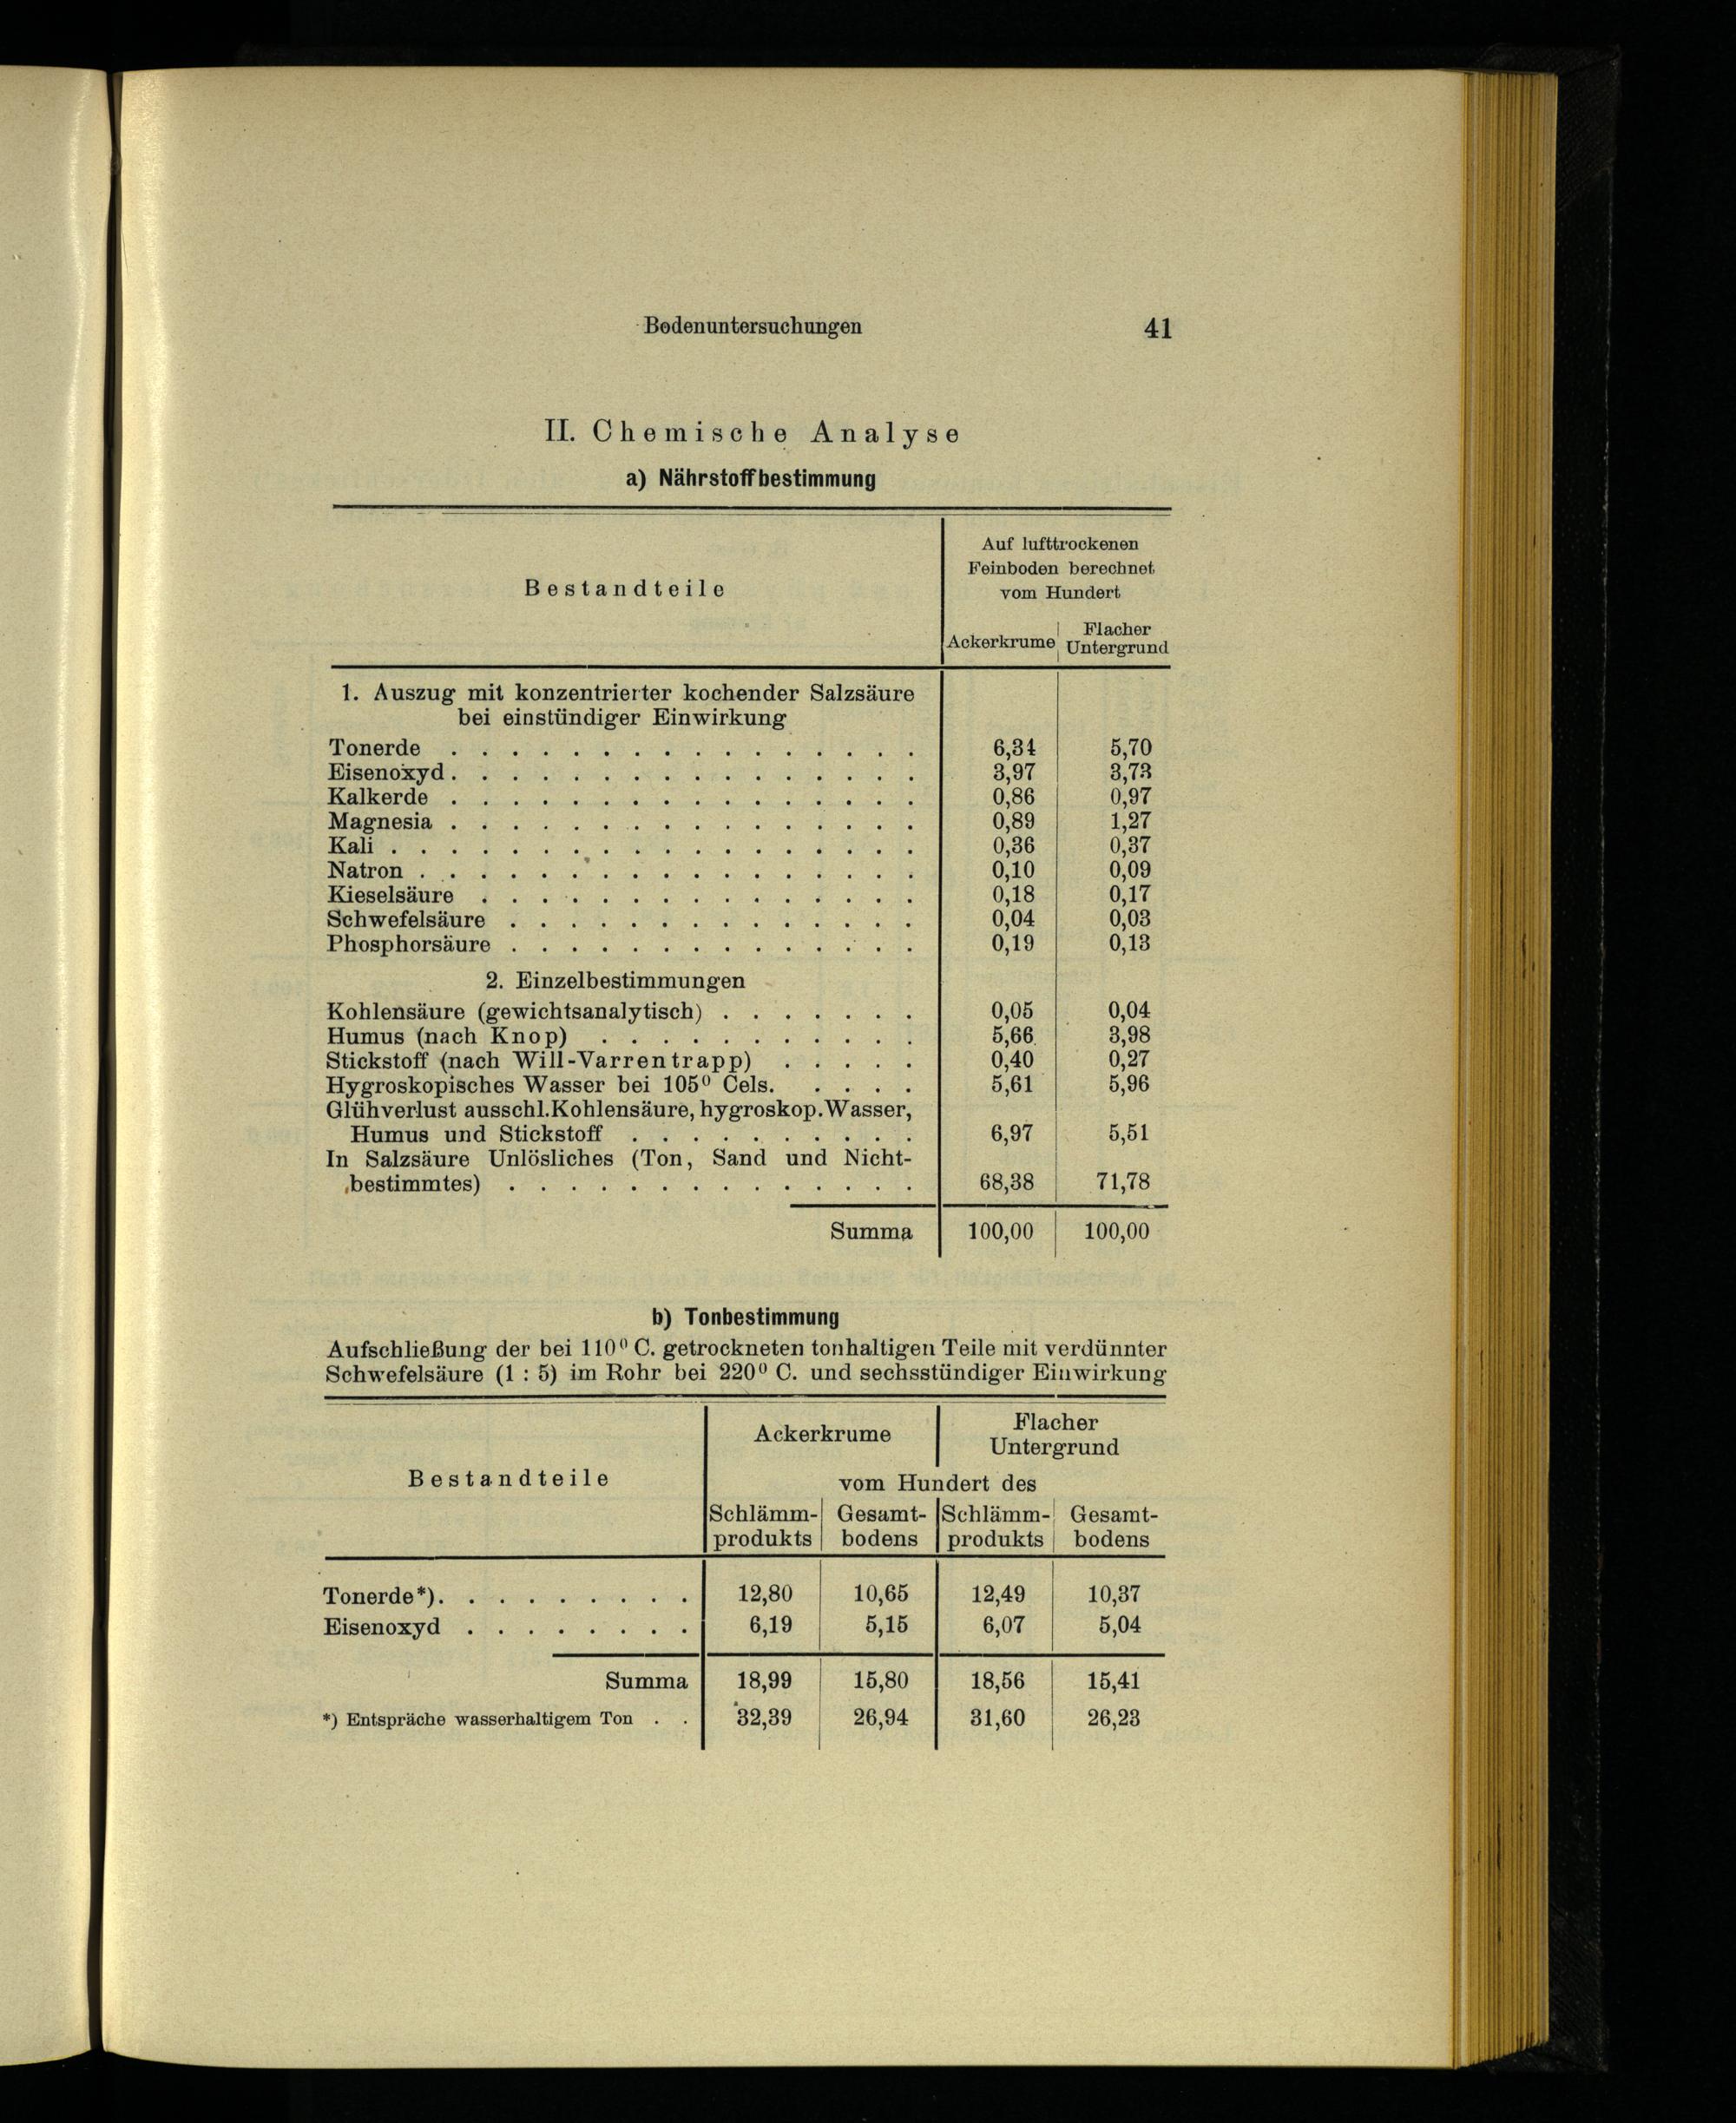 Bodenuntersuchungen 41
II. Chemische Analyse
a) Nährstoffbestimmung
Bestandteile
Auf lufttrockenen
Feinboden berechnet
vom Hundert
Ackerkrume
Flacher
Untergrund
1. Auszug mit konzentrierter kochender Salzsäure
bei einstündiger Einwirkung
Tonerde . . . . . . . . . . . . . . . . 6,34 5,70
Eisenoxyd . . . . . . . . . . . . . . . . 3,97 3,73
Kalkerde . . . . . . . . . . . . . . . . 0,86 0,97
Magnesia . . . . . . . . . . . . . . . . 0,89 1,27
Kali . . . . . . . . . . . . . . . . . . 0,36 0,37
Natron . . . . . . . . . . . . . . . . . 0,10 0,09
Kieselsäure . . . . . . . . . . . . . . . 0,18 0,17
Schwefelsäure . . . . . . . . . . . . . . 0,04 0,03
Phosphorsäure . . . . . . . . . . . . . . 0,19 0,13
2. Einzelbestimmungen
Kohlensäure (gewichtsanalytisch) . . . . . . . 0,05 0,04
Humus (nach Knop) . . . . . . . . . . . 5,66 3,98
Stickstoff (nach Will-Varrentrapp) . . . . . 0,40 0,27
Hygroskopisches Wasser bei 105⁰ Cels. . . . . 5,61 5,96
Glühverlust ausschl. Kohlensäure, hygroskop. Wasser,
Humus und Stickstoff . . . . . . . . . . 6,97 5,51
In Salzsäure Unlösliches (Ton, Sand und Nicht-
bestimmtes) . . . . . . . . . . . . . . 68,38 71,78
Summa 100,00 100,00
b) Tonbestimmung
Aufschließung der bei 110⁰ C. getrockneten tonhaltigen Teile mit verdünnter
Schwefelsäure (1 : 5) im Rohr bei 220⁰ C. und sechsstündiger Einwirkung
Bestandteile
Ackerkrume
Flacher
Untergrund
vom Hundert des
Schlämm- Gesamt- Schlämm- Gesamt-
produkts bodens produkts bodens
Tonerde*) . . . . . . . . . 12,80 10,65 12,49 10,37
Eisenoxyd . . . . . . . . 6,19 5,15 6,07 5,04
Summa 18,99 15,80 18,56 15,41
*) Entspräche wasserhaltigem Ton . . 32,39 26,94 31,60 26,23